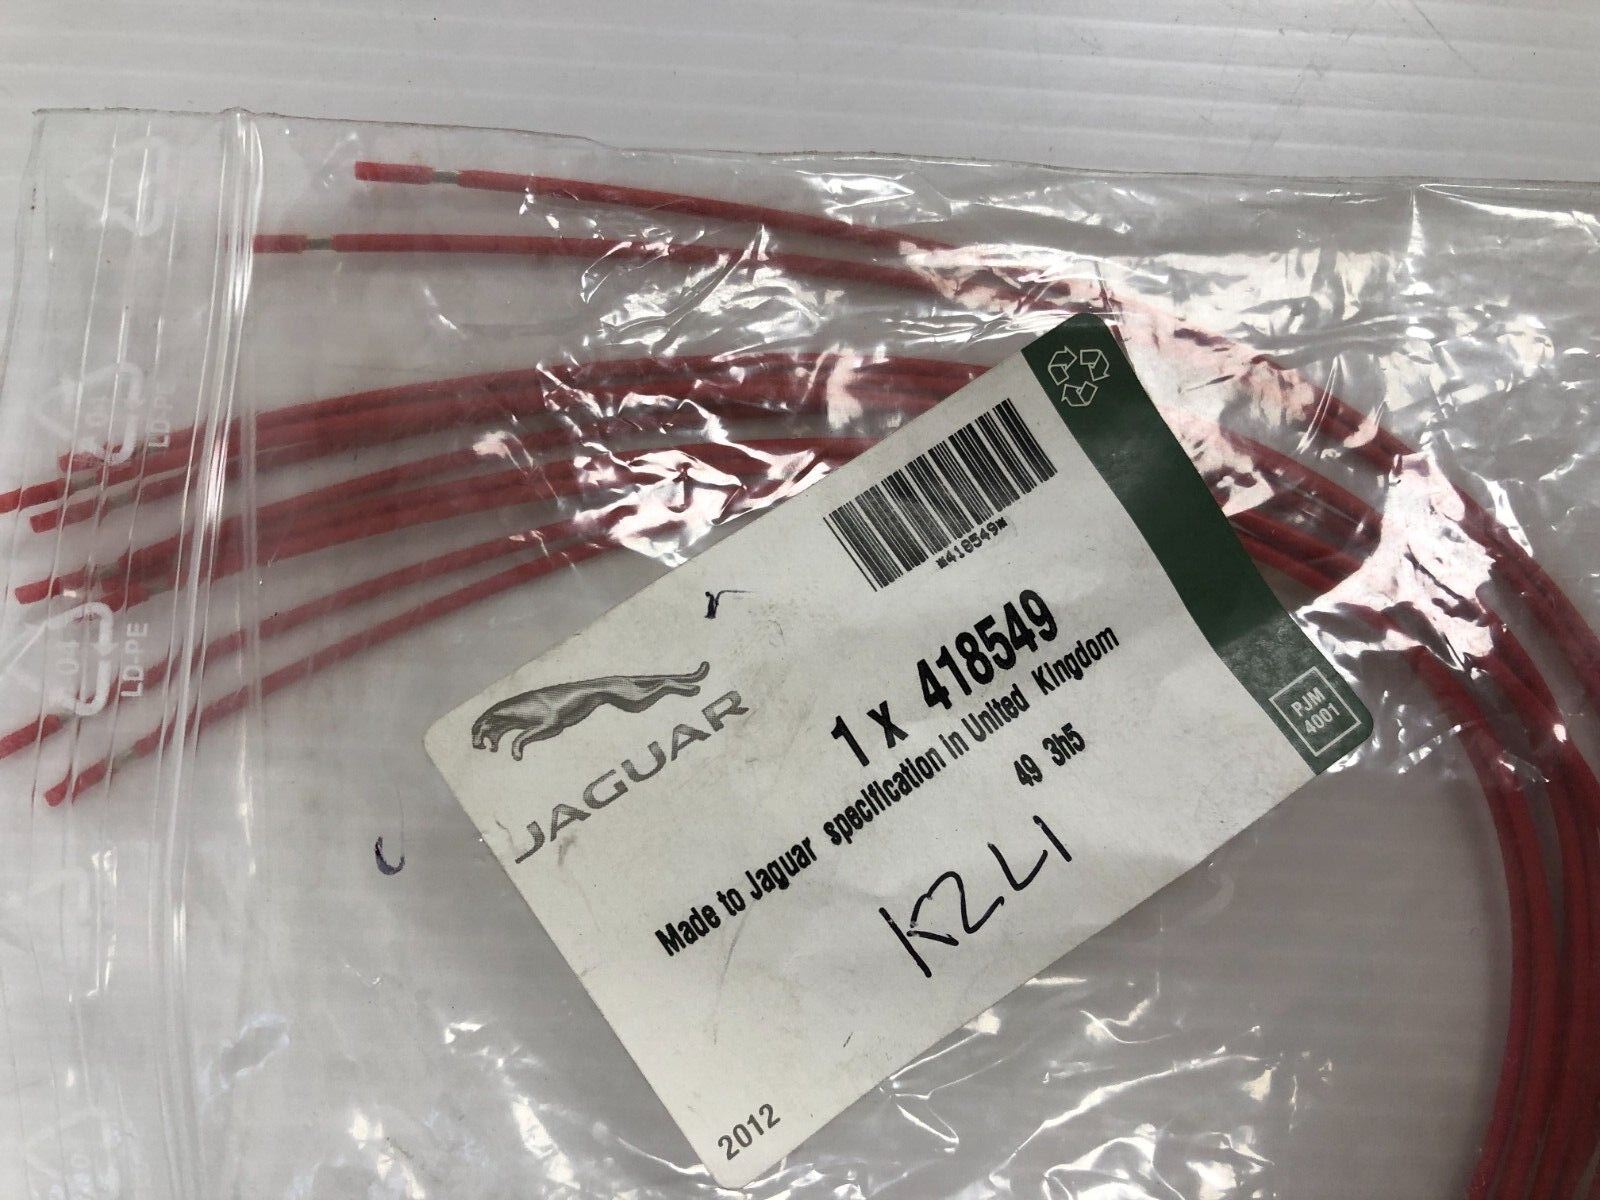 *418549*
1 x 418549
JAGUAR
Made to Jaguar specification in United Kingdom
49 3h5
K2L1
PJM
4001
2012
04
LD-PE
LD-PE